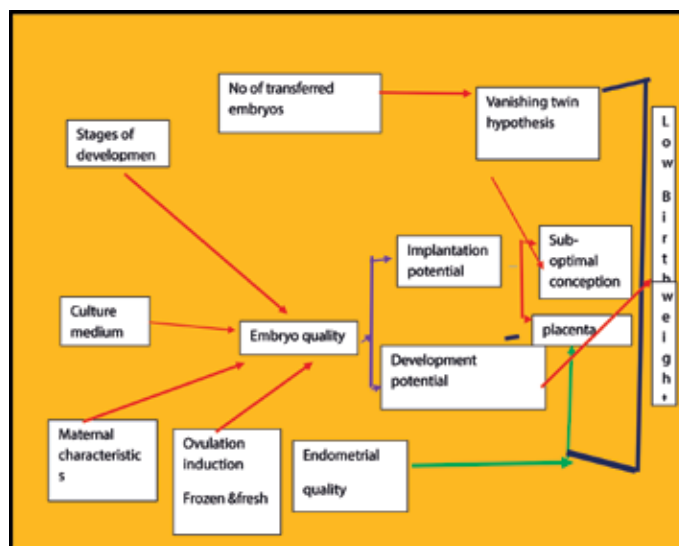 No of transferred
embryos
Vanishing twin
hypothesis
Stages of
developmen
Implantation
potential
Sub-
optimal
conception
Culture
medium
Embryo quality
placenta
Development
potential
Maternal
characteristic
s
Ovulation
induction
Frozen &fresh
Endometrial
quality
L
o
w
B
i
r
t
h
w
e
i
g
h